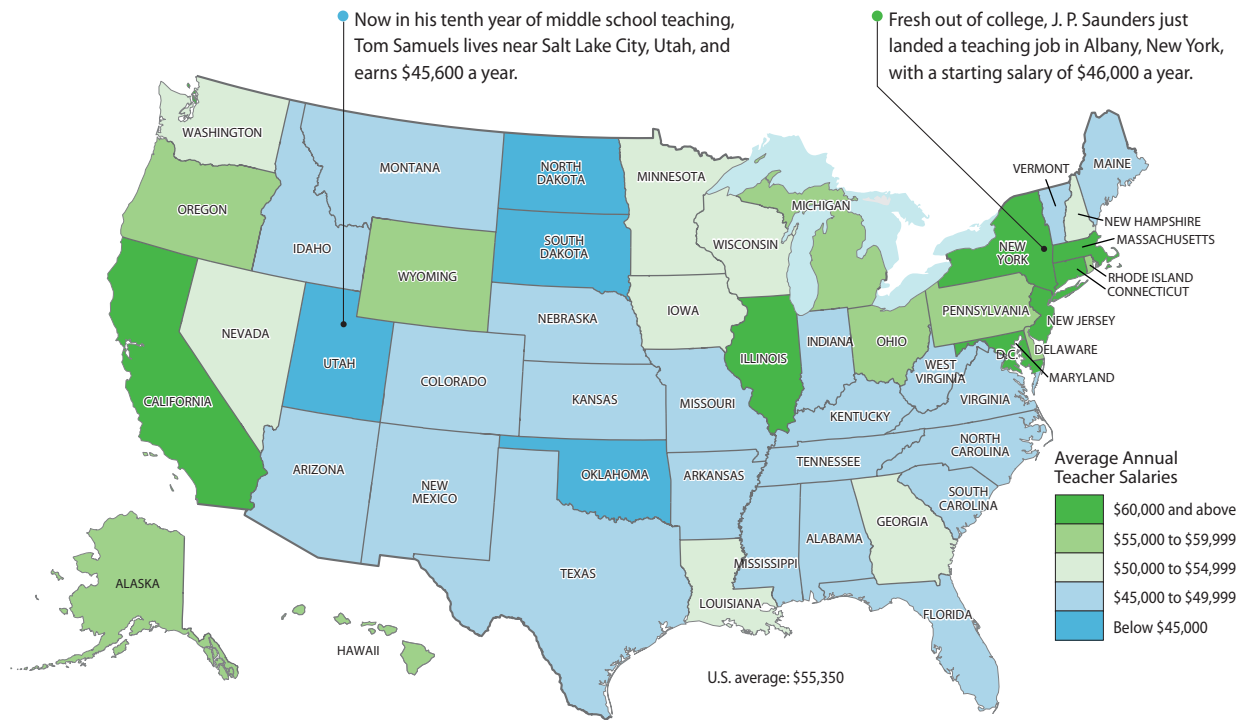 Now in his tenth year of middle school teaching,
Tom Samuels lives near Salt Lake City, Utah, and
earns $45,600 a year.
Fresh out of college, J. P. Saunders just
landed a teaching job in Albany, New York,
with a starting salary of $46,000 a year.
WASHINGTON
MONTANA
NORTH
DAKOTA
MINNESOTA
VERMONT
MAINE
OREGON
IDAHO
SOUTH
DAKOTA
WISCONSIN
MICHIGAN
NEW
YORK
NEW HAMPSHIRE
MASSACHUSETTS
WYOMING
RHODE ISLAND
CONNECTICUT
NEVADA
NEBRASKA
IOWA
PENNSYLVANIA
NEW JERSEY
UTAH
COLORADO
ILLINOIS
INDIANA
OHIO
D.C.
DELAWARE
MARYLAND
WEST
VIRGINIA
CALIFORNIA
KANSAS
MISSOURI
KENTUCKY
VIRGINIA
ARIZONA
NEW
MEXICO
OKLAHOMA
ARKANSAS
TENNESSEE
NORTH
CAROLINA
SOUTH
CAROLINA
TEXAS
LOUISIANA
MISSISSIPPI
ALABAMA
GEORGIA
FLORIDA
ALASKA
HAWAII
U.S. average: $55,350
Average Annual
Teacher Salaries
$60,000 and above
$55,000 to $59,999
$50,000 to $54,999
$45,000 to $49,999
Below $45,000